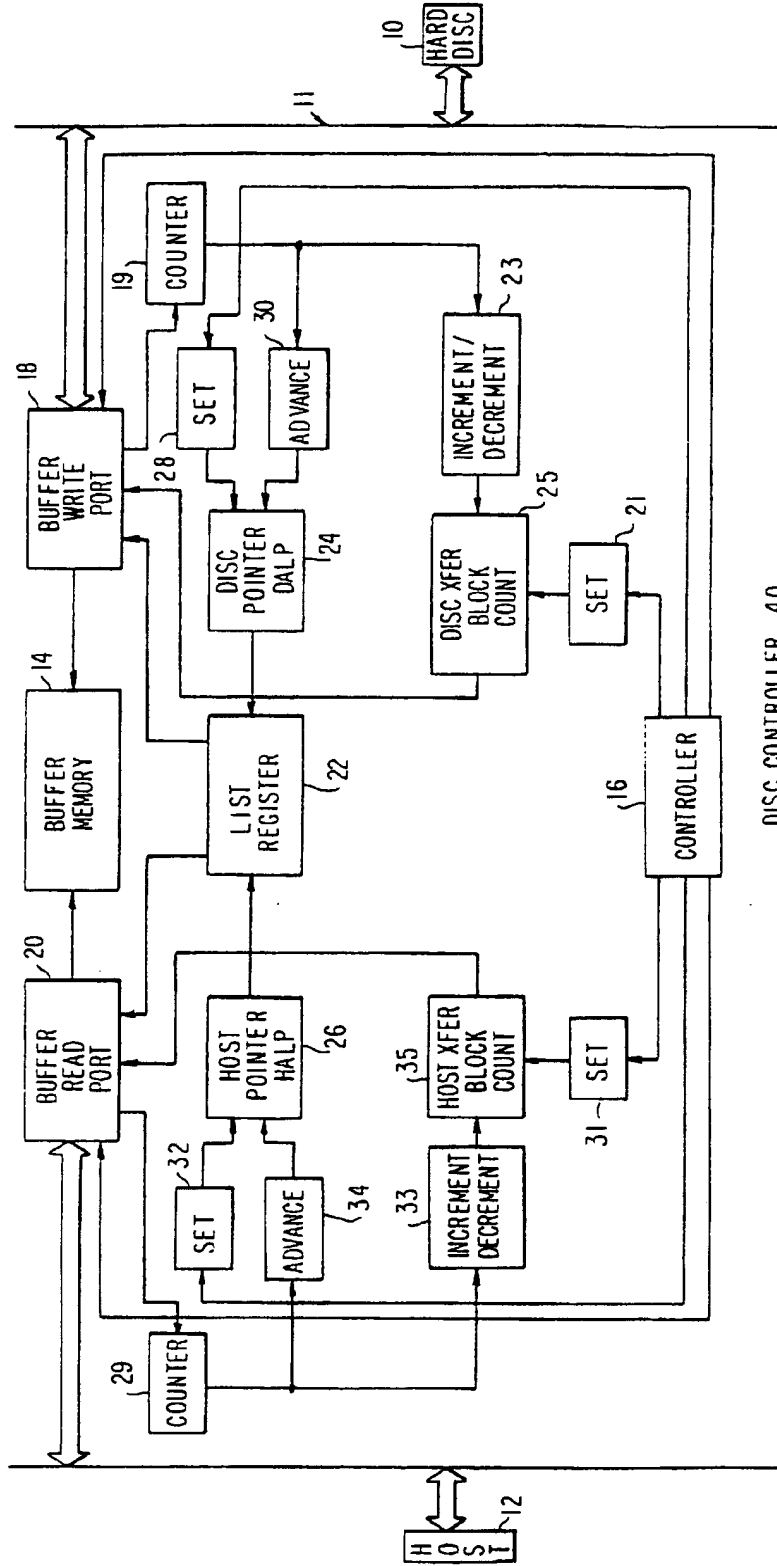 20
BUFFER
READ
PORT
14
BUFFER
MEMORY
18
BUFFER
WRITE
PORT
11
10
HARD
DISC
29
COUNTER
32
SET
34
ADVANCE
HOST
POINTER
HALP
26
LIST
REGISTER
22
DISC
POINTER
DALP
24
28
SET
30
ADVANCE
19
COUNTER
12
HOST
33
INCREMENT
DECREMENT
35
HOST XFER
BLOCK
COUNT
31
SET
16
CONTROLLER
21
SET
25
DISC XFER
BLOCK
COUNT
23
INCREMENT/
DECREMENT
DISC CONTROLLER 40